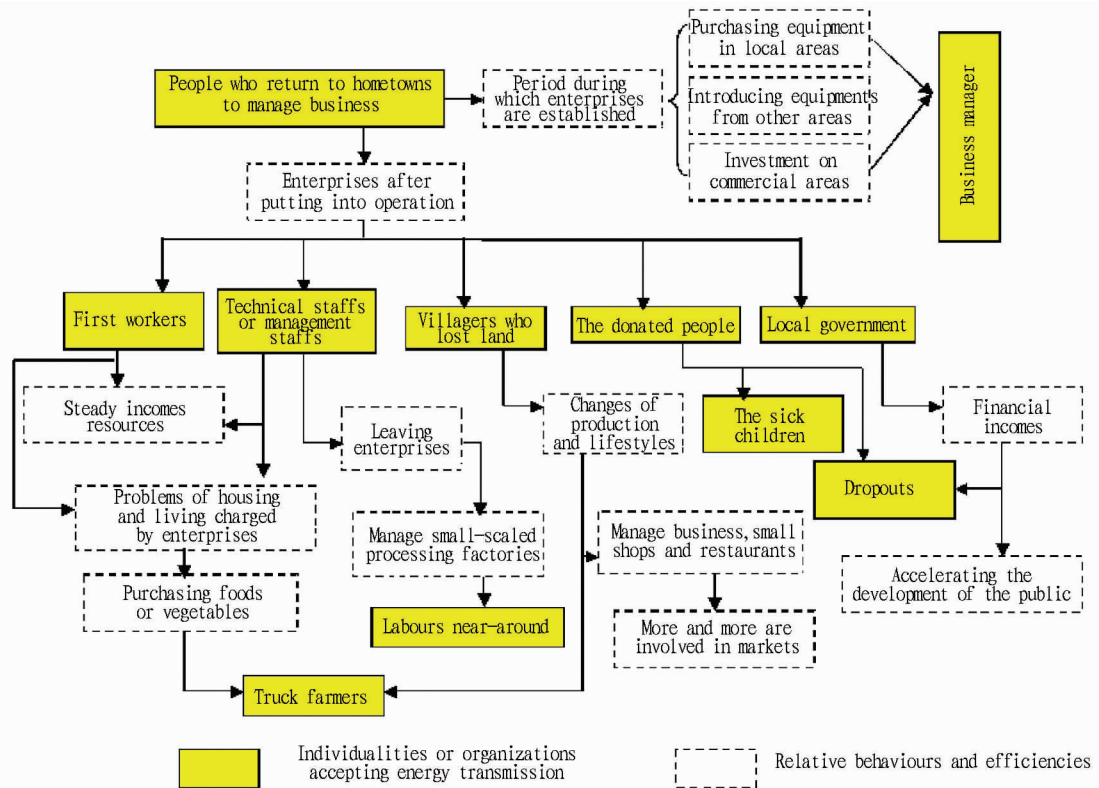 Purchasing equipment
in local areas
People who return to hometowns
to manage business
Period during
which enterprises
are established
Introducing equipments
from other areas
Investment on
commercial areas
Business manager
Enterprises after
putting into operation
First workers
Technical staffs
or management
staffs
Villagers who
lost land
The donated people
Local government
Steady incomes
resources
Leaving
enterprises
Changes of
production
and lifestyles
The sick
children
Financial
incomes
Dropouts
Problems of housing
and living charged
by enterprises
Manage small-scaled
processing factories
Manage business, small
shops and restaurants
Accelerating the
development of the public
Purchasing foods
or vegetables
Labours near-around
More and more are
involved in markets
Truck farmers
Individualities or organizations
accepting energy transmission
Relative behaviours and efficiencies